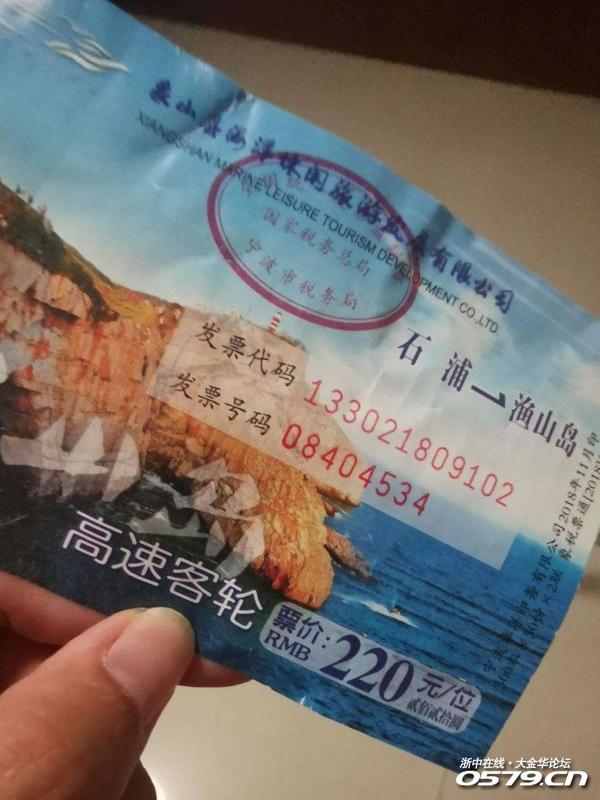 象山县海洋休闲旅游发展有限公司
XIANGSHAN MARINE LEISURE TOURISM DEVELOPMENT CO.,LTD.
国家税务总局
宁波市税务局
石浦
渔山岛
发票代码 133021809102
发票号码 08404534
高速客轮
票价:
RMB 220元/位
贰佰贰拾圆
浙中在线·大金华论坛
0579.cn